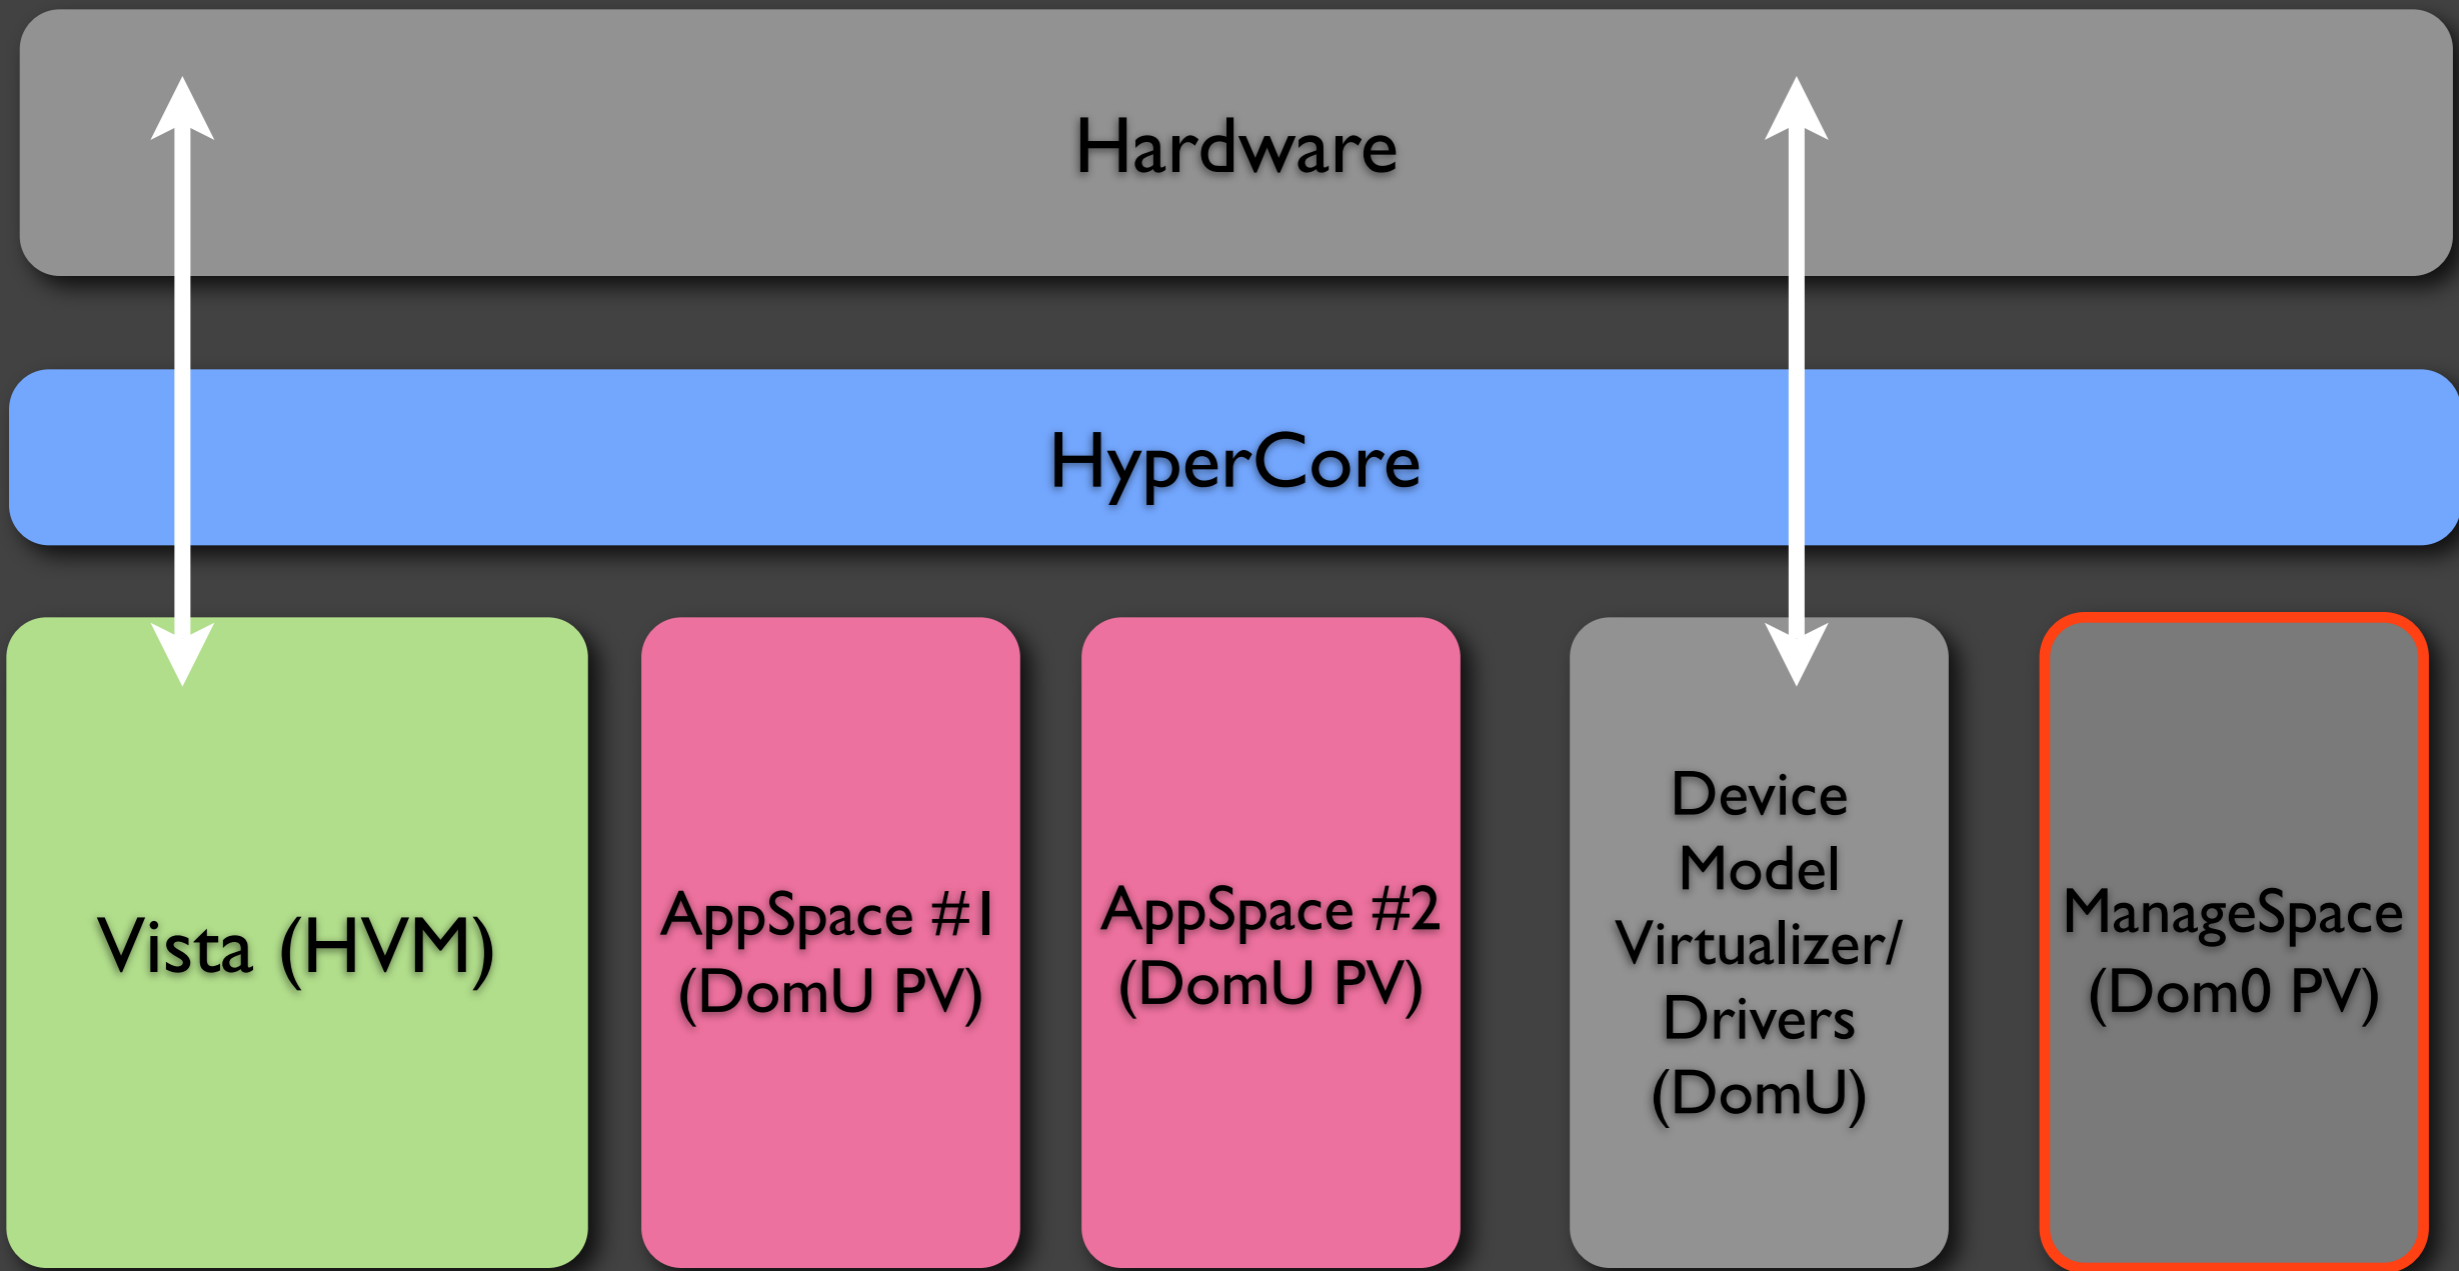 Hardware
HyperCore
Vista (HVM)
AppSpace #1
(DomU PV)
AppSpace #2
(DomU PV)
Device
Model
Virtualizer/
Drivers
(DomU)
ManageSpace
(Dom0 PV)